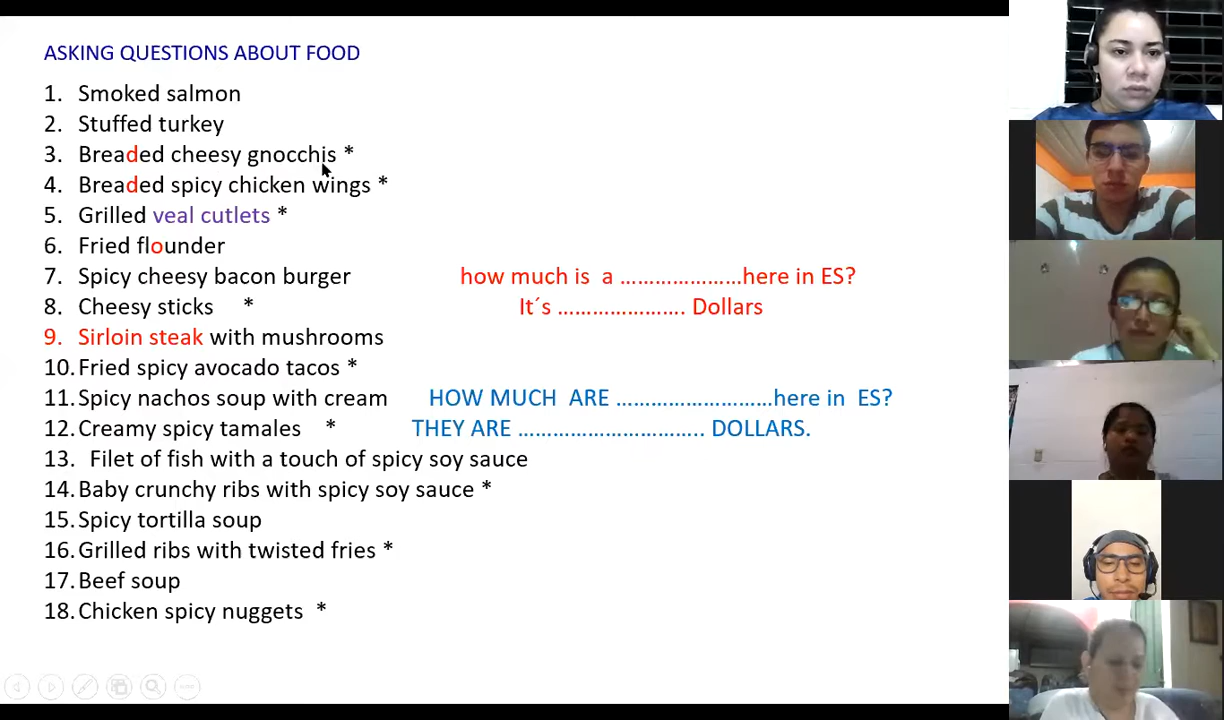 ASKING QUESTIONS ABOUT FOOD
1. Smoked salmon
2. Stuffed turkey
3. Breaded cheesy gnocchis *
4. Breaded spicy chicken wings *
5. Grilled veal cutlets *
6. Fried flounder
7. Spicy cheesy bacon burger how much is a .....................here in ES?
8. Cheesy sticks * It´s ...................... Dollars
9. Sirloin steak with mushrooms
10. Fried spicy avocado tacos *
11. Spicy nachos soup with cream HOW MUCH ARE ...........................here in ES?
12. Creamy spicy tamales * THEY ARE ................................ DOLLARS.
13. Filet of fish with a touch of spicy soy sauce
14. Baby crunchy ribs with spicy soy sauce *
15. Spicy tortilla soup
16. Grilled ribs with twisted fries *
17. Beef soup
18. Chicken spicy nuggets *